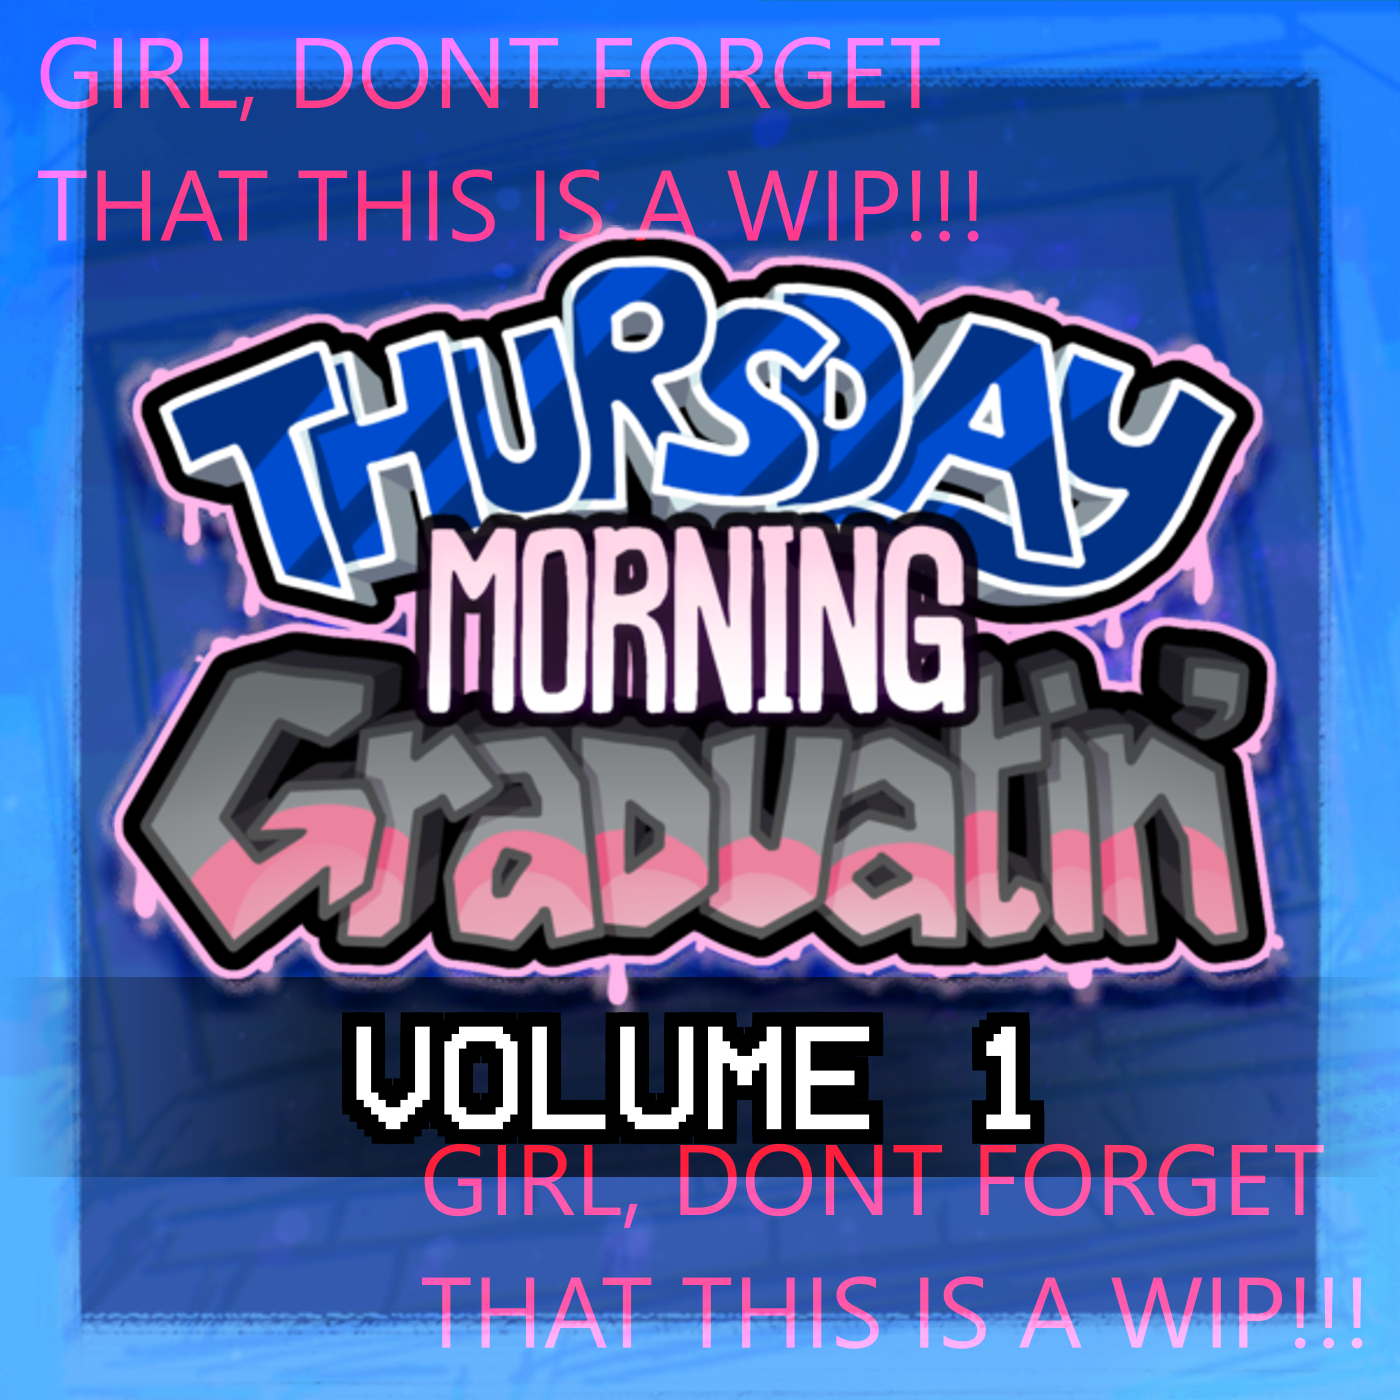 GIRL, DONT FORGET
THAT THIS IS A WIP!!!
THURSDAY
MORNING
GRADUatin'
VOLUME 1
GIRL, DONT FORGET
THAT THIS IS A WIP!!!